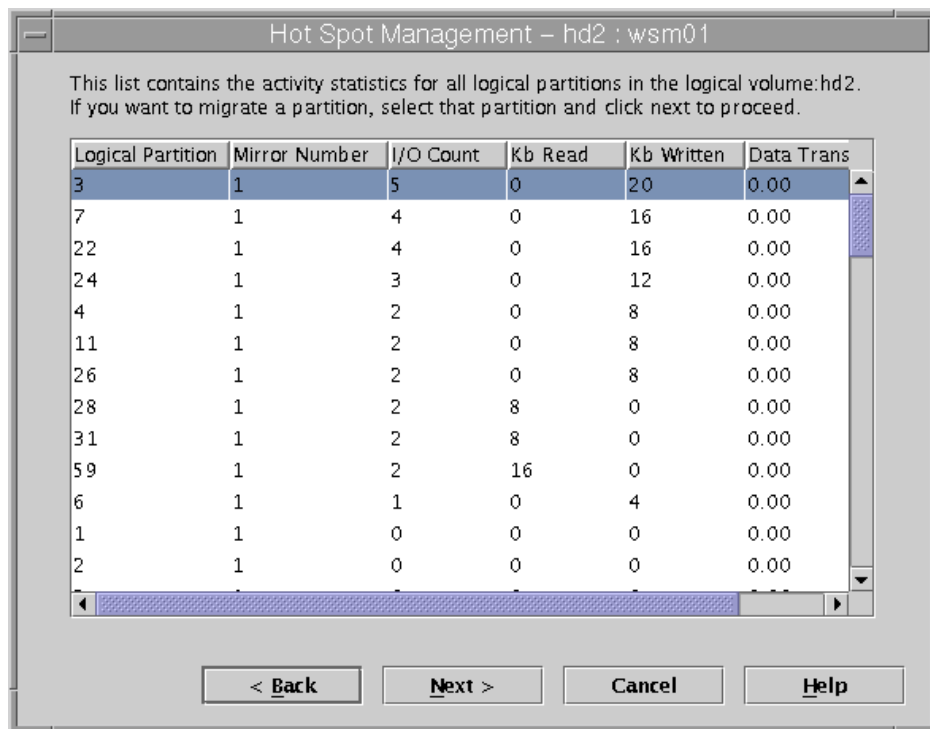 Hot Spot Management – hd2 : wsm01
This list contains the activity statistics for all logical partitions in the logical volume:hd2.
If you want to migrate a partition, select that partition and click next to proceed.
Logical Partition Mirror Number I/O Count Kb Read Kb Written Data Trans
3 1 5 0 20 0.00
7 1 4 0 16 0.00
22 1 4 0 16 0.00
24 1 3 0 12 0.00
4 1 2 0 8 0.00
11 1 2 0 8 0.00
26 1 2 0 8 0.00
28 1 2 8 0 0.00
31 1 2 8 0 0.00
59 1 2 16 0 0.00
6 1 1 0 4 0.00
1 1 0 0 0 0.00
2 1 0 0 0 0.00
< Back Next > Cancel Help